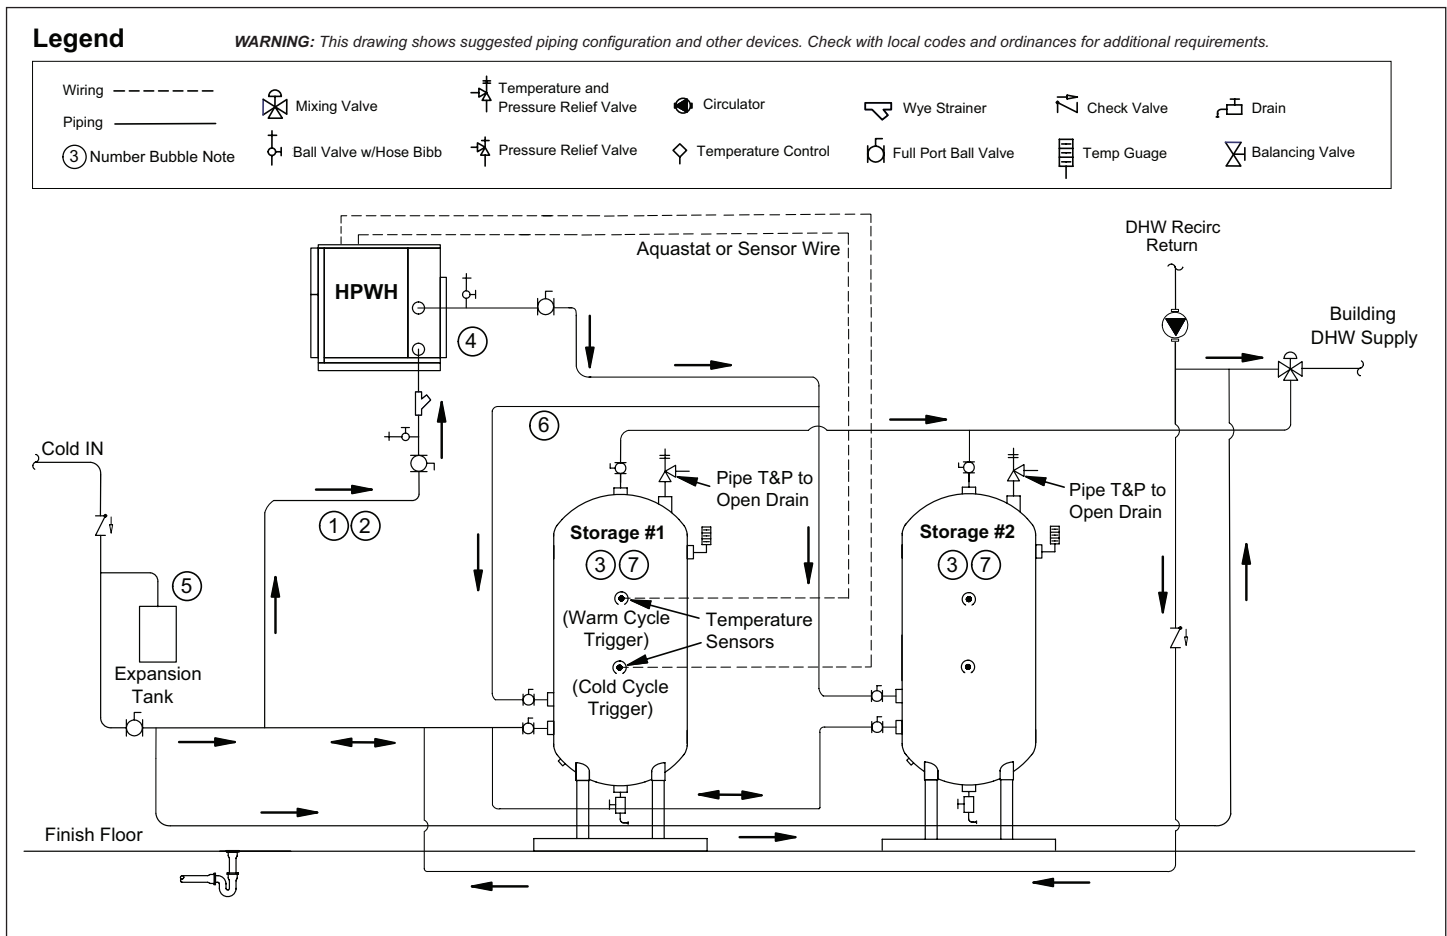 Legend
WARNING: This drawing shows suggested piping configuration and other devices. Check with local codes and ordinances for additional requirements.
Wiring
Piping
3 Number Bubble Note
Mixing Valve
Ball Valve w/Hose Bibb
Temperature and
Pressure Relief Valve
Pressure Relief Valve
Circulator
Temperature Control
Wye Strainer
Full Port Ball Valve
Check Valve
Temp Guage
Drain
Balancing Valve
DHW Recirc
Return
Aquastat or Sensor Wire
HPWH
4
Building
DHW Supply
6
Cold IN
Pipe T&P to
Open Drain
Pipe T&P to
Open Drain
1 2
Storage #1
3 7
Storage #2
3 7
5
(Warm Cycle
Trigger)
Temperature
Sensors
(Cold Cycle
Trigger)
Expansion
Tank
Finish Floor